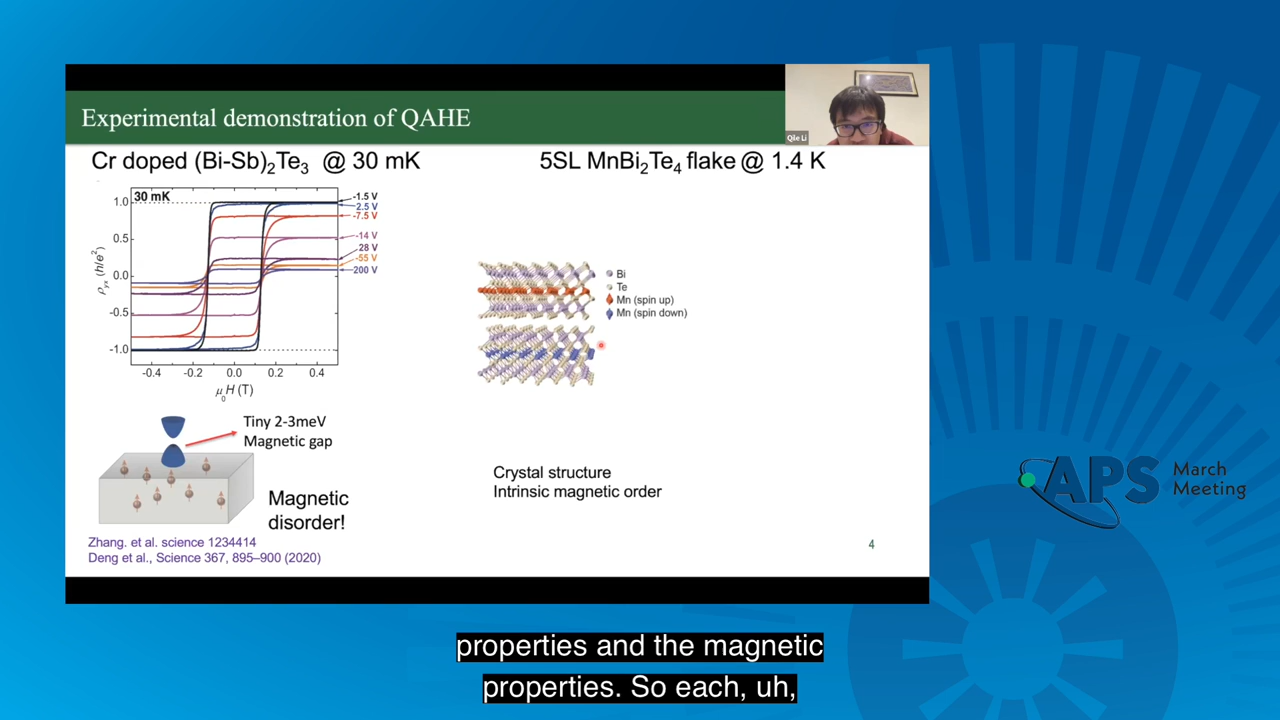 Experimental demonstration of QAHE
Qile Li
Cr doped (Bi-Sb)₂Te₃ @ 30 mK
5SL MnBi₂Te₄ flake @ 1.4 K
30 mK
1.0
0.5
0.0
-0.5
-1.0
ρyx (h/e²)
-0.4 -0.2 0.0 0.2 0.4
μ₀H (T)
-1.5 V
2.5 V
-7.5 V
-14 V
28 V
-55 V
200 V
Bi
Te
Mn (spin up)
Mn (spin down)
Tiny 2-3meV
Magnetic gap
Magnetic
disorder!
Crystal structure
Intrinsic magnetic order
Zhang. et al. science 1234414
Deng et al., Science 367, 895–900 (2020)
4
APS March
Meeting
properties and the magnetic
properties. So each, uh,